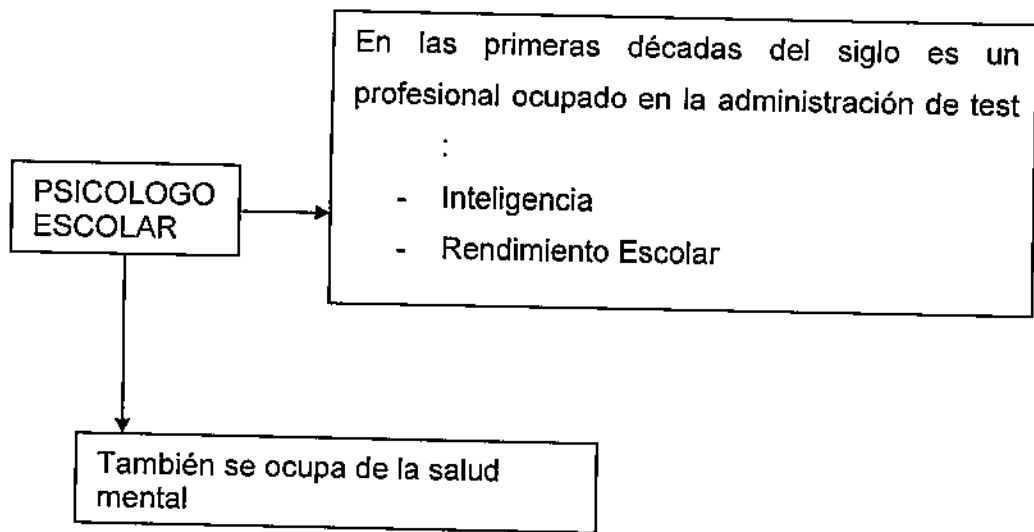 En las primeras décadas del siglo es un
profesional ocupado en la administración de test
:
- Inteligencia
- Rendimiento Escolar
PSICOLOGO
ESCOLAR
También se ocupa de la salud
mental